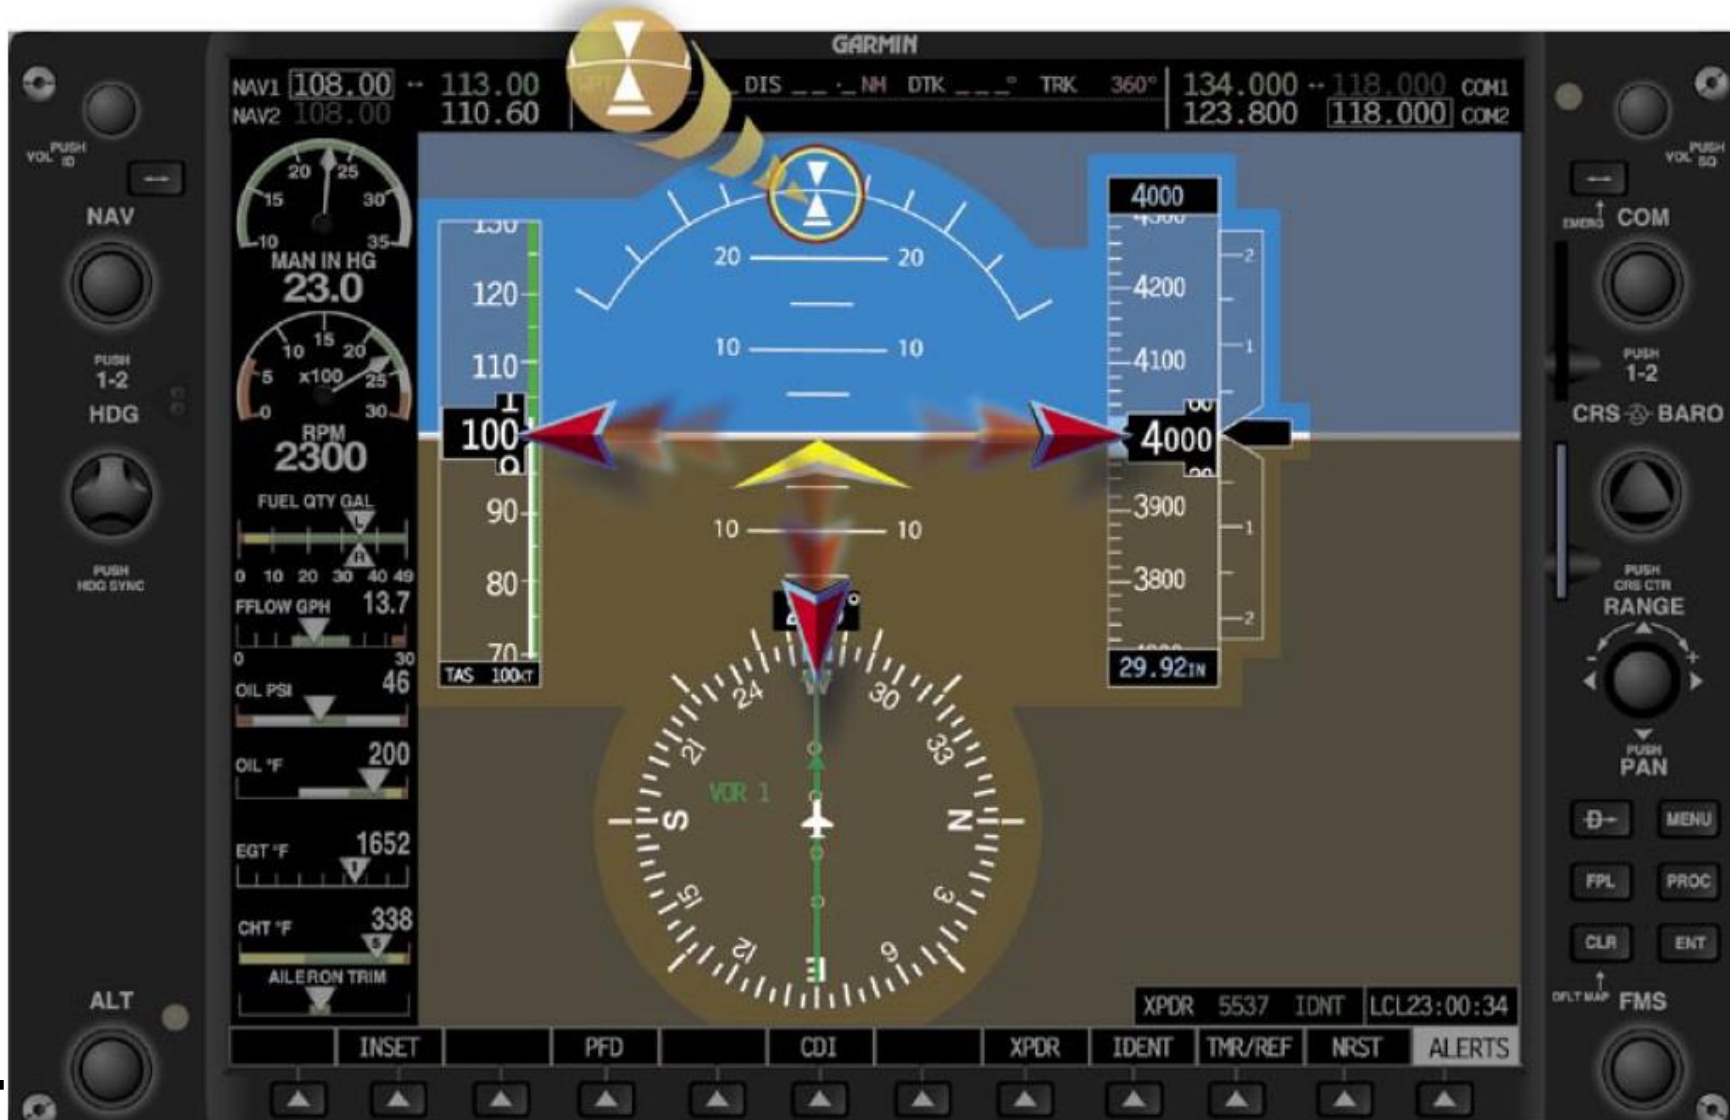 GARMIN
NAV1 108.00 ↔ 113.00
NAV2 108.00 110.60
DIS __._ NM DTK ___° TRK 360°
134.000 ↔ 118.000 COM1
123.800 118.000 COM2
VOL PUSH ID
NAV
PUSH
1-2
HDG
PUSH
HDG SYNC
ALT
10 15 20 25 30 35
MAN IN HG
23.0
0 5 10 15 20 25 30
x100
RPM
2300
FUEL QTY GAL
L
R
0 10 20 30 40 49
FFLOW GPH 13.7
0 30
OIL PSI 46
OIL °F 200
EGT °F 1652
1
CHT °F 338
5
AILERON TRIM
130
120
110
100
90
80
70
TAS 100KT
20 20
10 10
10 10
4000
4300
4200
4100
4000
3900
3800
29.92IN
2
1
1
2
VOR 1
W 30 33 N 3 6 E 12 15 S 21 24
XPDR 5537 IDNT LCL23:00:34
INSET PFD CDI XPDR IDENT TMR/REF NRST ALERTS
VOL PUSH SQ
EMERG
COM
PUSH
1-2
CRS BARO
PUSH
CRS CTR
RANGE
- +
PUSH
PAN
D MENU
FPL PROC
CLR ENT
DFLT MAP
FMS